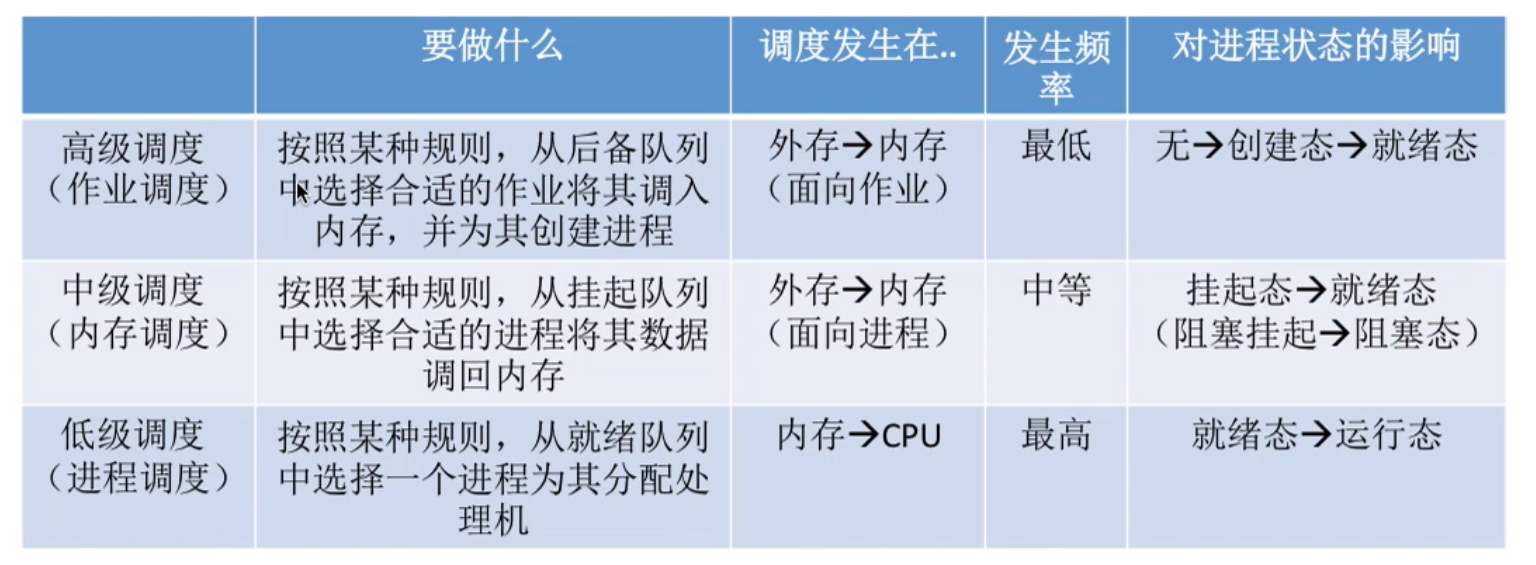 要做什么
调度发生在..
发生频
率
对进程状态的影响
高级调度
（作业调度）
按照某种规则，从后备队列
中选择合适的作业将其调入
内存，并为其创建进程
外存→内存
（面向作业）
最低
无→创建态→就绪态
中级调度
（内存调度）
按照某种规则，从挂起队列
中选择合适的进程将其数据
调回内存
外存→内存
（面向进程）
中等
挂起态→就绪态
（阻塞挂起→阻塞态）
低级调度
（进程调度）
按照某种规则，从就绪队列
中选择一个进程为其分配处
理机
内存→CPU
最高
就绪态→运行态